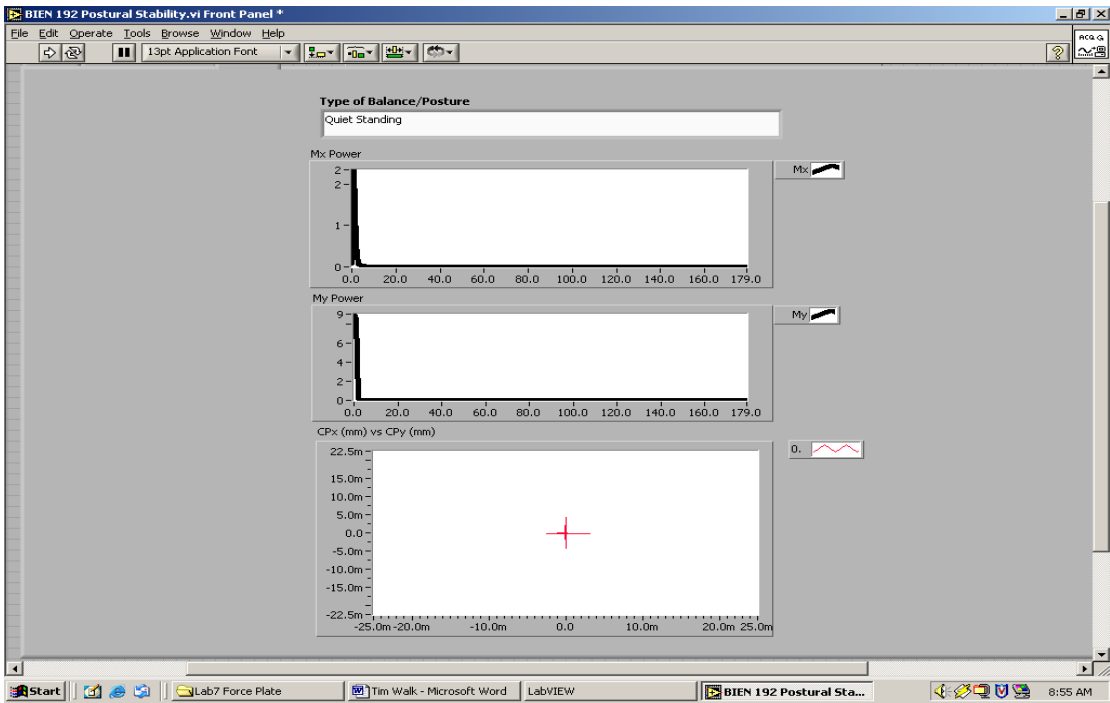 BIEN 192 Postural Stability.vi Front Panel *
File Edit Operate Tools Browse Window Help
13pt Application Font
ACQ G
Type of Balance/Posture
Quiet Standing
Mx Power
Mx
2
2
1
0
0.0 20.0 40.0 60.0 80.0 100.0 120.0 140.0 160.0 179.0
My Power
My
9
6
4
2
0
0.0 20.0 40.0 60.0 80.0 100.0 120.0 140.0 160.0 179.0
CPx (mm) vs CPy (mm)
0.
22.5m
15.0m
10.0m
5.0m
0.0
-5.0m
-10.0m
-15.0m
-22.5m
-25.0m -20.0m -10.0m 0.0 10.0m 20.0m 25.0m
Start Lab7 Force Plate Tim Walk - Microsoft Word LabVIEW BIEN 192 Postural Sta... 8:55 AM